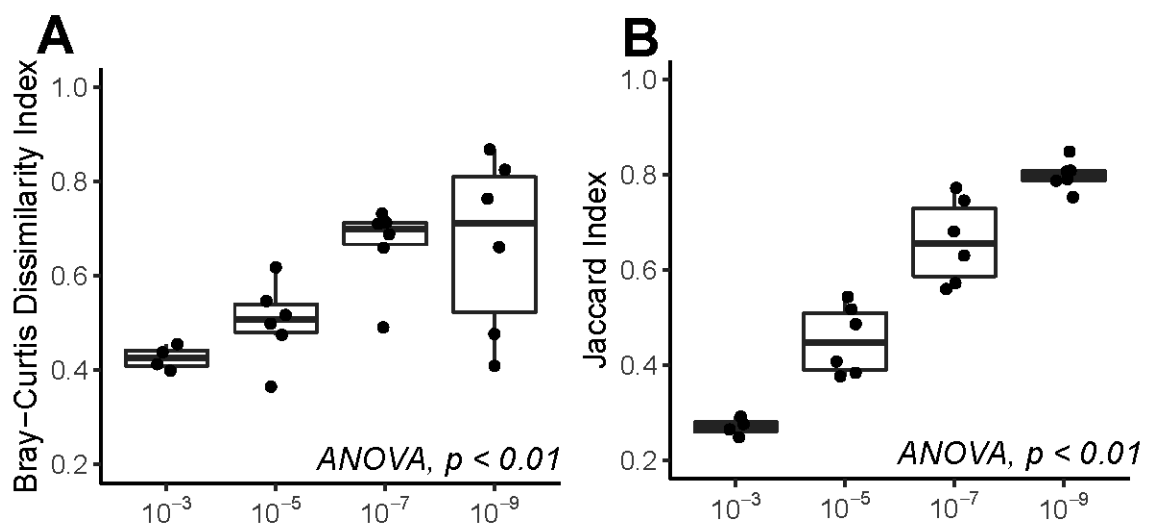 A
Bray−Curtis Dissimilarity Index
1.0
0.8
0.6
0.4
0.2
ANOVA, p < 0.01
10⁻³ 10⁻⁵ 10⁻⁷ 10⁻⁹
B
Jaccard Index
1.0
0.8
0.6
0.4
0.2
ANOVA, p < 0.01
10⁻³ 10⁻⁵ 10⁻⁷ 10⁻⁹